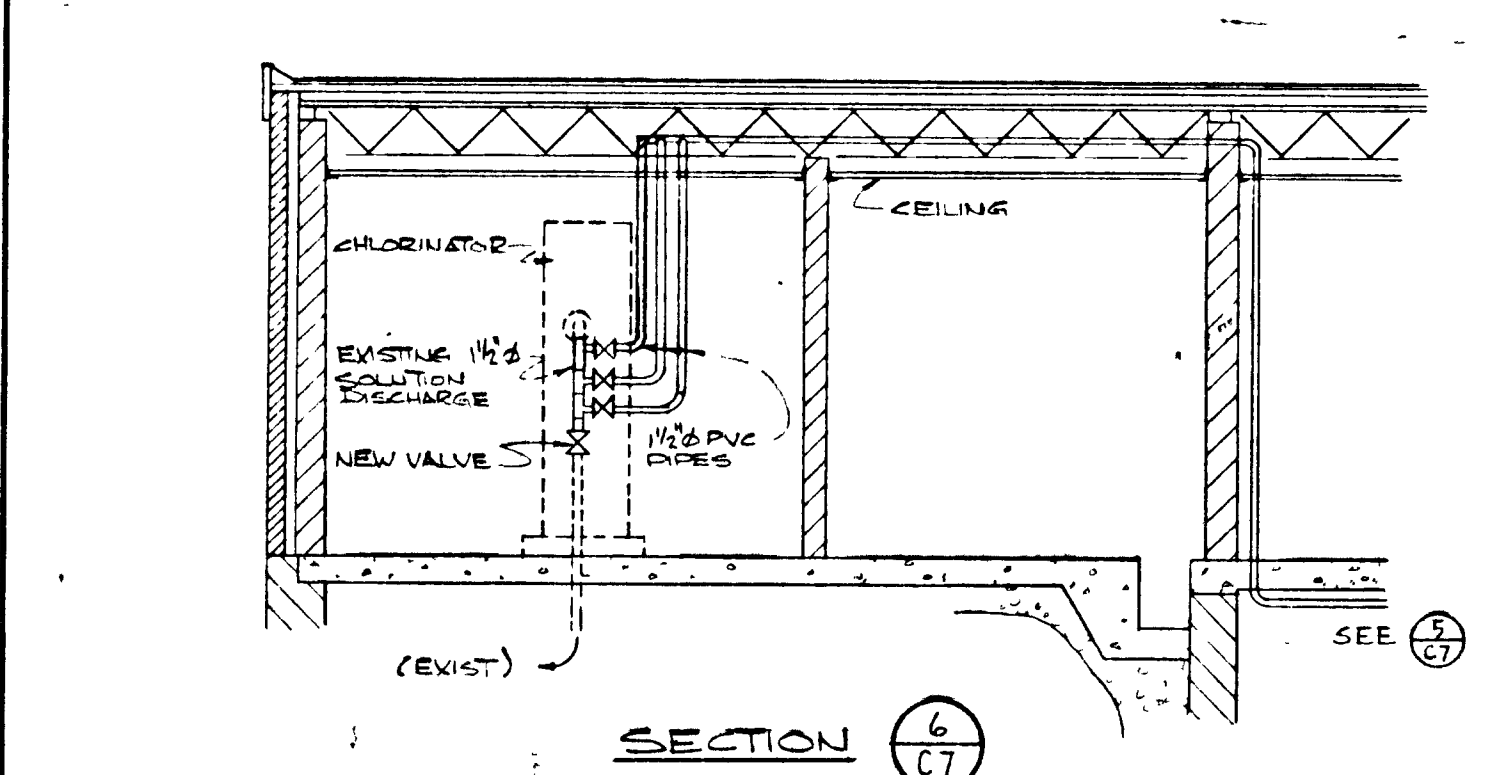 CEILING
CHLORINATOR
EXISTING 1½"ø
SOLUTION
DISCHARGE
NEW VALVE
1½"ø PVC
PIPES
SEE 5
C7
(EXIST)
SECTION 6
C7